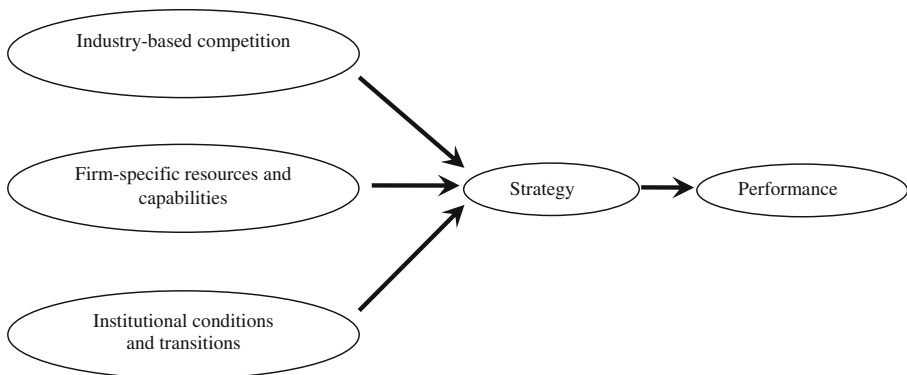 Industry-based competition
Firm-specific resources and
capabilities
Strategy
Performance
Institutional conditions
and transitions